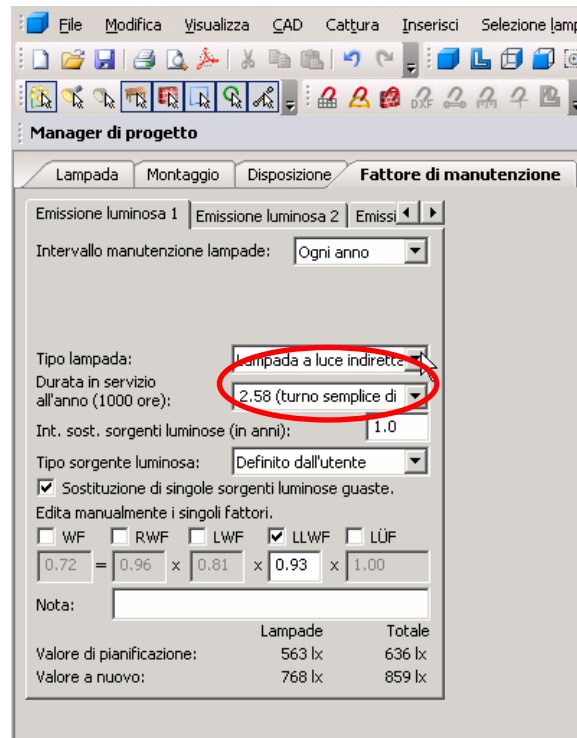 File Modifica Visualizza CAD Cattura Inserisci Selezione lamp
DXF
Manager di progetto
Lampada Montaggio Disposizione Fattore di manutenzione
Emissione luminosa 1 Emissione luminosa 2 Emissi
Intervallo manutenzione lampade: Ogni anno
Tipo lampada: Lampada a luce indiretta
Durata in servizio
all'anno (1000 ore): 2.58 (turno semplice di
Int. sost. sorgenti luminose (in anni): 1.0
Tipo sorgente luminosa: Definito dall'utente
Sostituzione di singole sorgenti luminose guaste.
Edita manualmente i singoli fattori.
WF RWF LWF LLWF LÜF
0.72 = 0.96 x 0.81 x 0.93 x 1.00
Nota:
Lampade Totale
Valore di pianificazione: 563 lx 636 lx
Valore a nuovo: 768 lx 859 lx